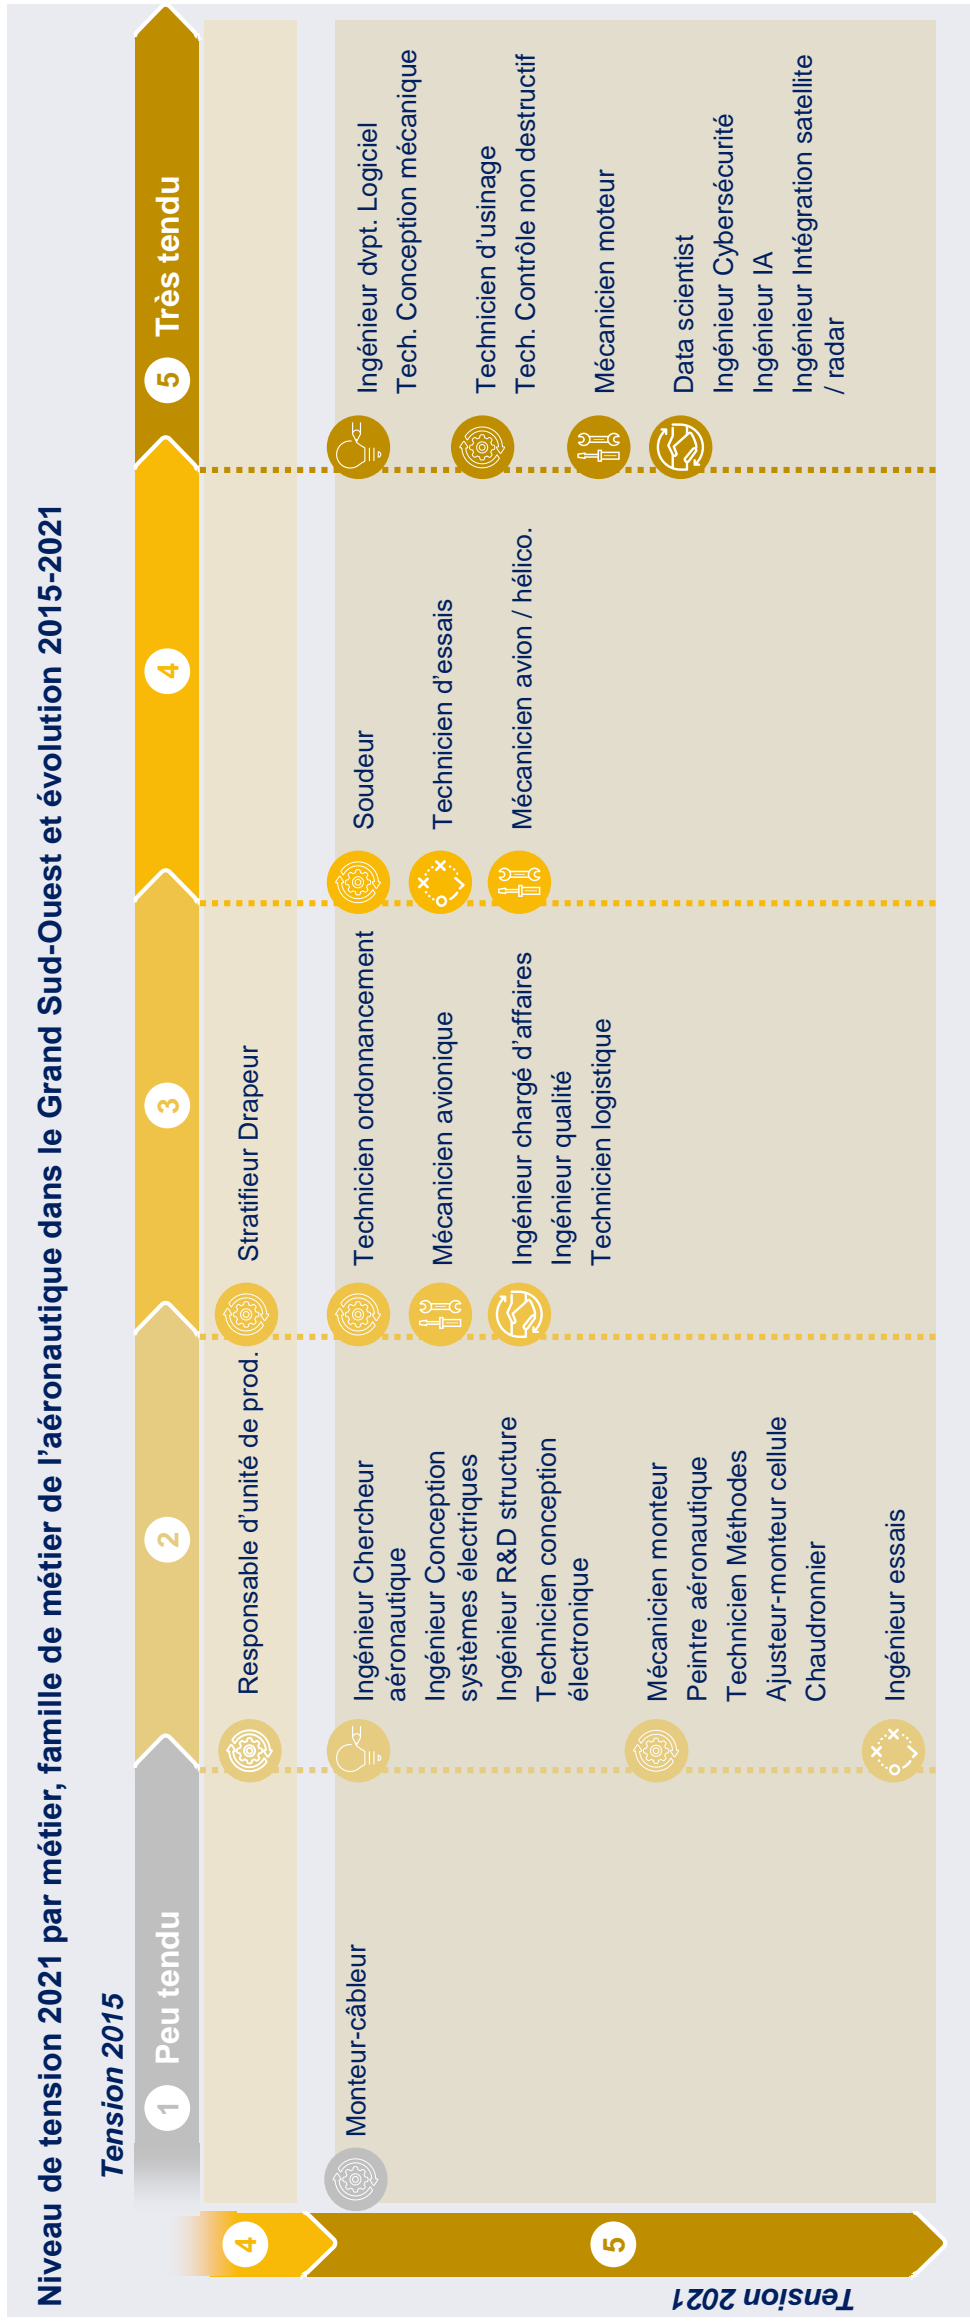 Niveau de tension 2021 par métier, famille de métier de l'aéronautique dans le Grand Sud-Ouest et évolution 2015-2021
Tension 2015
1 Peu tendu
2
3
4
5 Très tendu
Tension 2021
4
Responsable d'unité de prod.
Stratifieur Drapeur
5
Monteur-câbleur
Ingénieur Chercheur
aéronautique
Ingénieur Conception
systèmes électriques
Ingénieur R&D structure
Technicien conception
électronique
Mécanicien monteur
Peintre aéronautique
Technicien Méthodes
Ajusteur-monteur cellule
Chaudronnier
Ingénieur essais
Technicien ordonnancement
Mécanicien avionique
Ingénieur chargé d'affaires
Ingénieur qualité
Technicien logistique
Soudeur
Technicien d'essais
Mécanicien avion / hélico.
Ingénieur dvpt. Logiciel
Tech. Conception mécanique
Technicien d'usinage
Tech. Contrôle non destructif
Mécanicien moteur
Data scientist
Ingénieur Cybersécurité
Ingénieur IA
Ingénieur Intégration satellite
/ radar